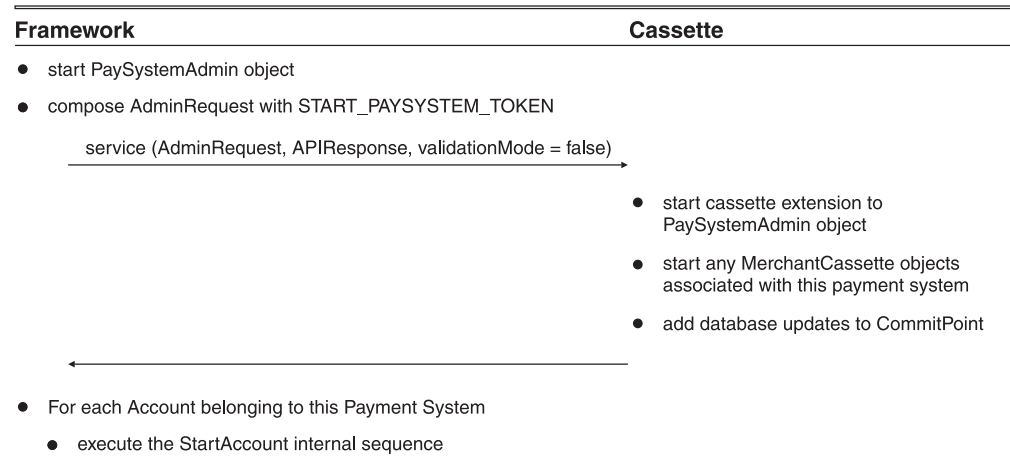 Framework Cassette
● start PaySystemAdmin object
● compose AdminRequest with START_PAYSYSTEM_TOKEN
service (AdminRequest, APIResponse, validationMode = false)
● start cassette extension to
PaySystemAdmin object
● start any MerchantCassette objects
associated with this payment system
● add database updates to CommitPoint
● For each Account belonging to this Payment System
● execute the StartAccount internal sequence